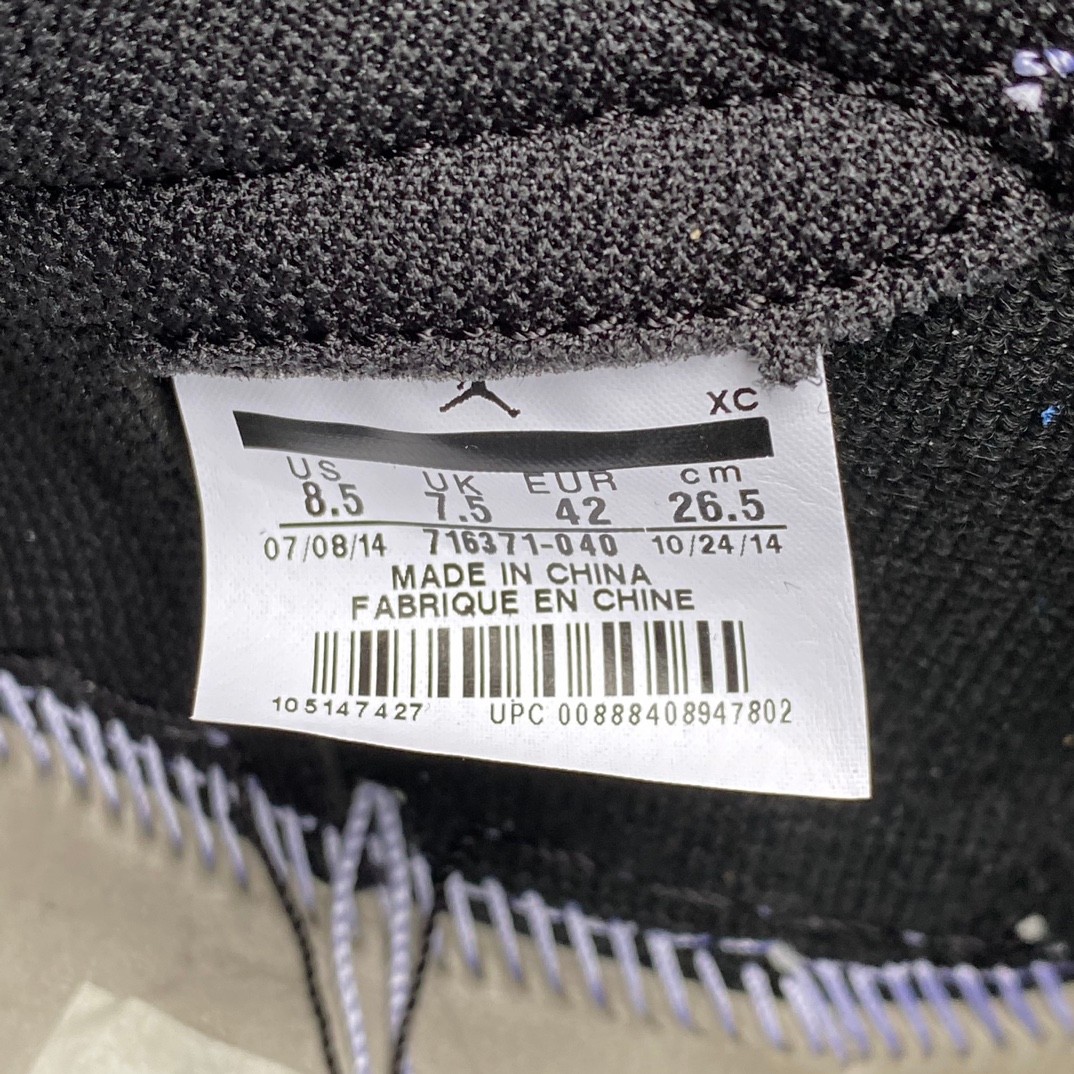 XC
US UK EUR cm
8.5 7.5 42 26.5
07/08/14 716371-040 10/24/14
MADE IN CHINA
FABRIQUE EN CHINE
105147427 UPC 00888408947802